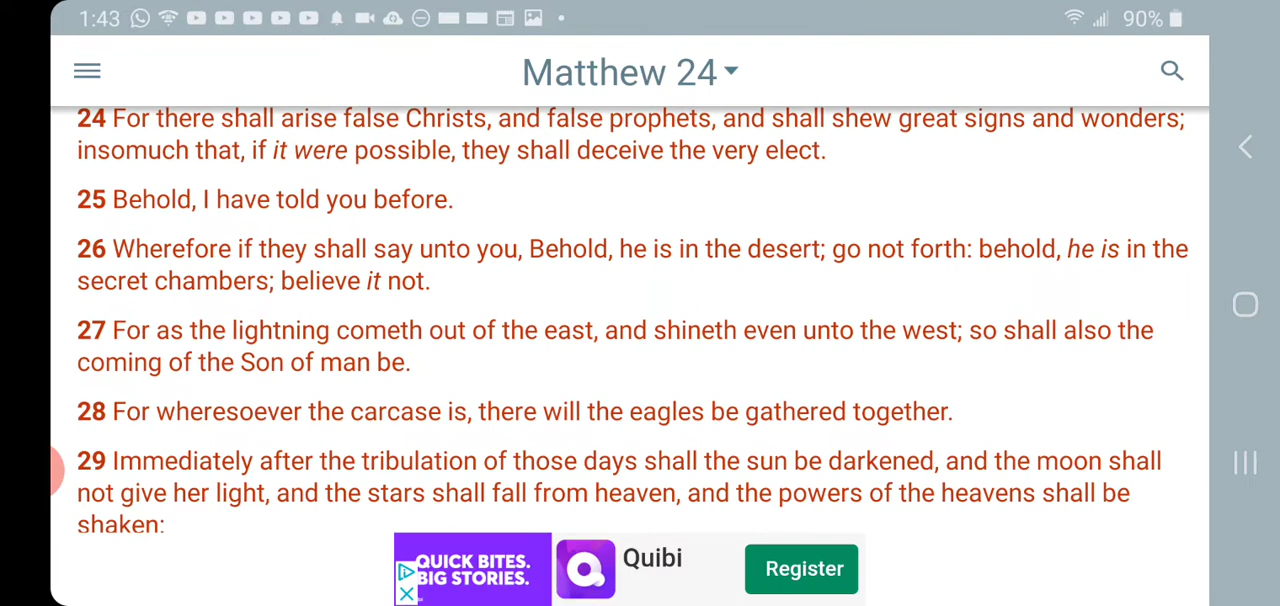 1:43 90%
Matthew 24
24 For there shall arise false Christs, and false prophets, and shall shew great signs and wonders;
insomuch that, if it were possible, they shall deceive the very elect.
25 Behold, I have told you before.
26 Wherefore if they shall say unto you, Behold, he is in the desert; go not forth: behold, he is in the
secret chambers; believe it not.
27 For as the lightning cometh out of the east, and shineth even unto the west; so shall also the
coming of the Son of man be.
28 For wheresoever the carcase is, there will the eagles be gathered together.
29 Immediately after the tribulation of those days shall the sun be darkened, and the moon shall
not give her light, and the stars shall fall from heaven, and the powers of the heavens shall be
shaken:
QUICK BITES.
BIG STORIES.
Quibi
Register